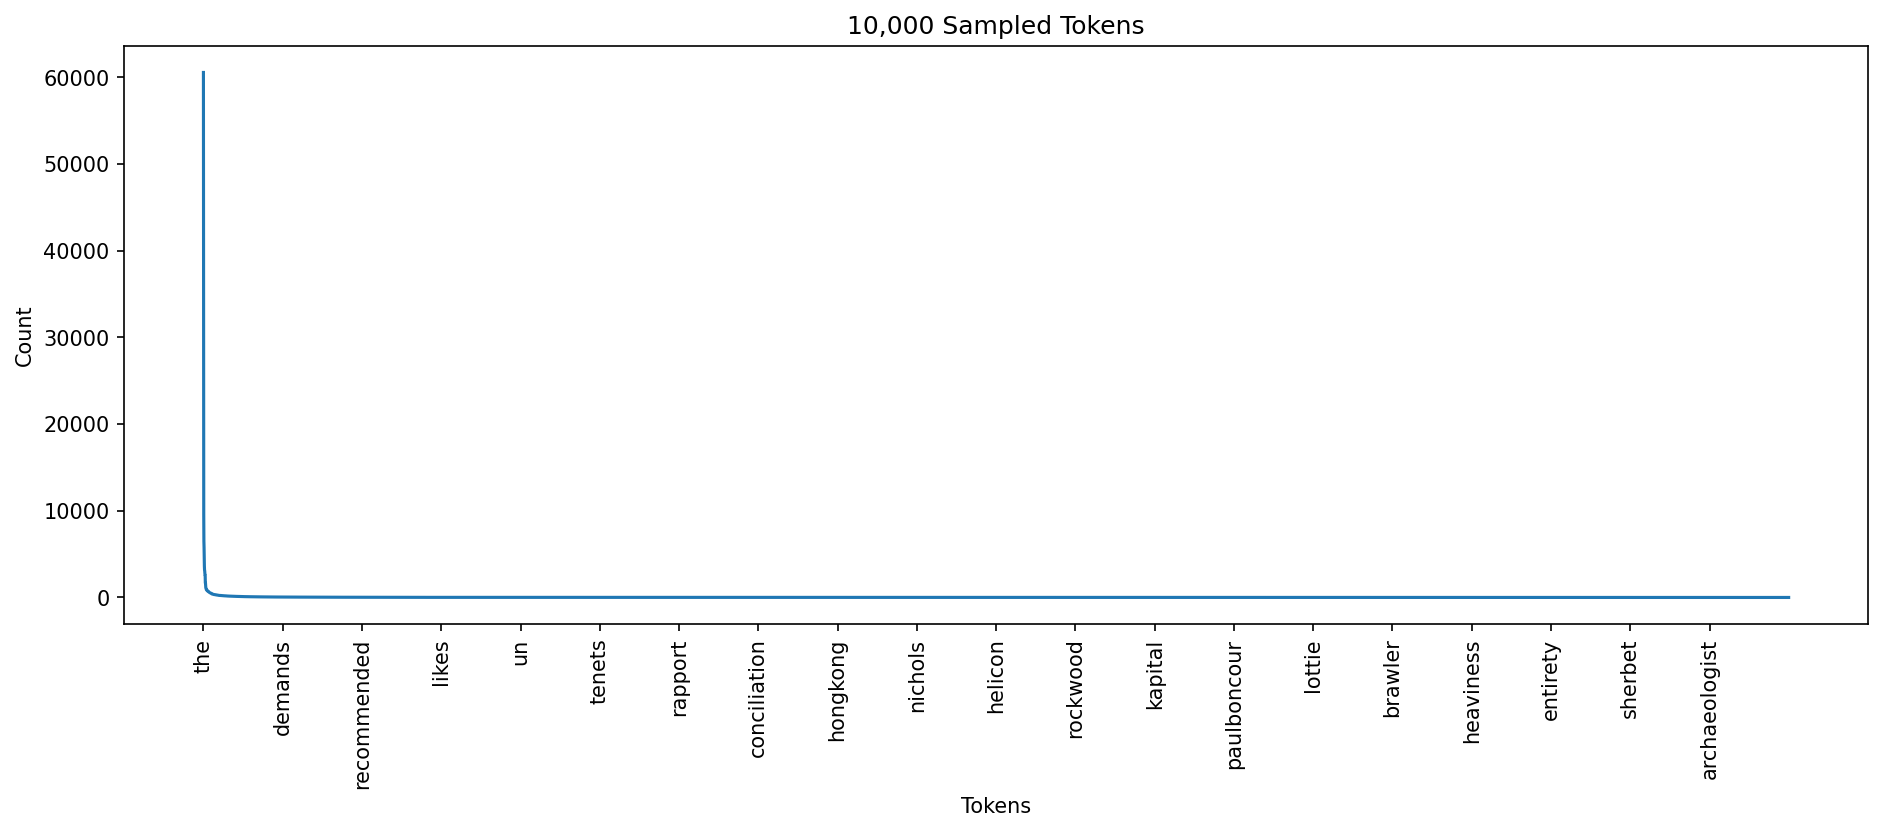 10,000 Sampled Tokens
Count
60000
50000
40000
30000
20000
10000
0
the
demands
recommended
likes
un
tenets
rapport
conciliation
hongkong
nichols
helicon
rockwood
kapital
paulboncour
lottie
brawler
heaviness
entirety
sherbet
archaeologist
Tokens